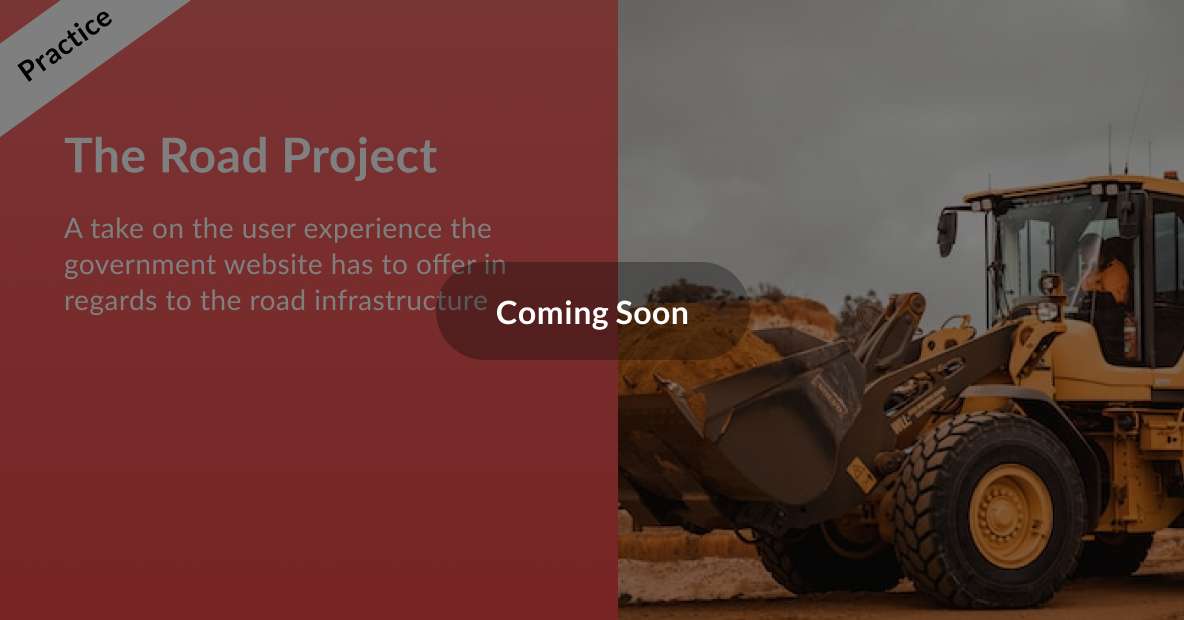 Practice
The Road Project
A take on the user experience the
government website has to offer in
regards to the road infrastructure
Coming Soon